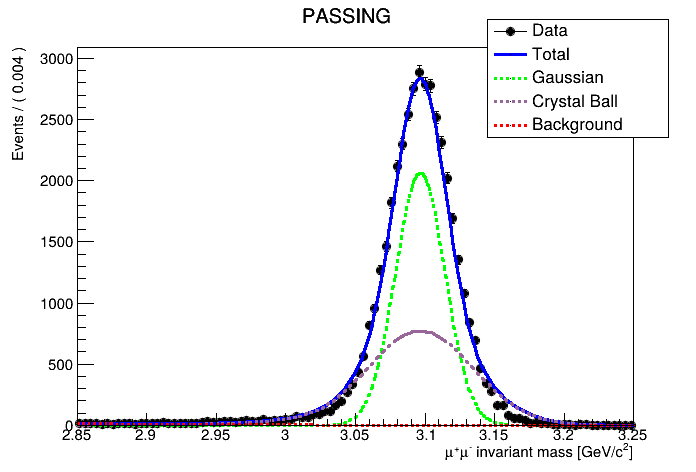 PASSING
Data
Total
Gaussian
Crystal Ball
Background
Events / ( 0.004 )
3000
2500
2000
1500
1000
500
0
2.85 2.9 2.95 3 3.05 3.1 3.15 3.2 3.25
μ⁺μ⁻ invariant mass [GeV/c²]